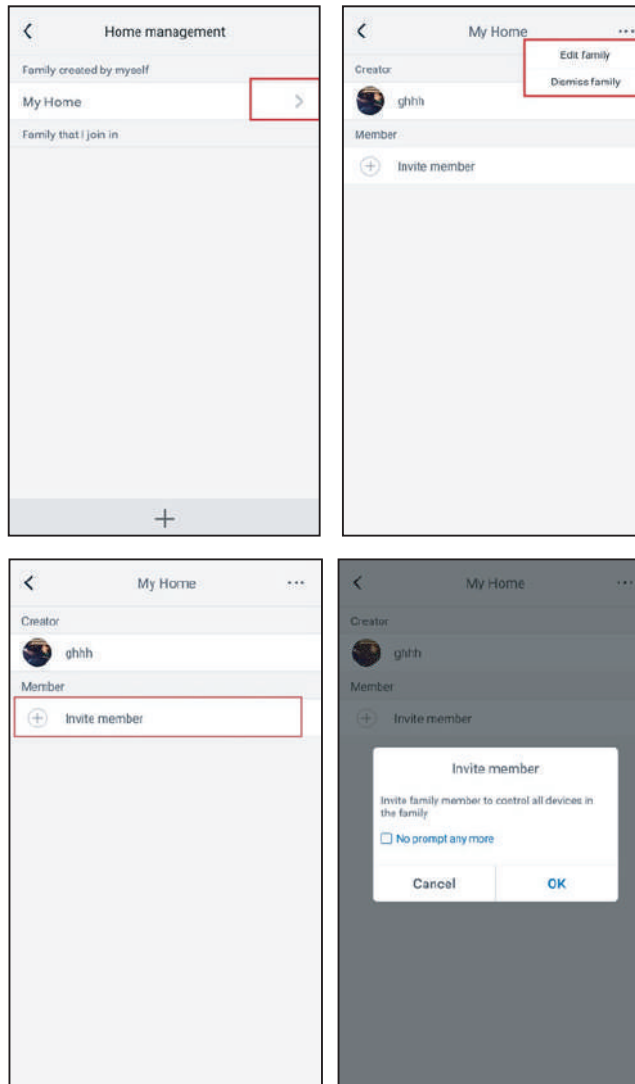 Home management
Family created by myself
My Home
Family that I join in
My Home
Edit family
Dismiss family
Creator
ghhh
Member
Invite member
My Home
Creator
ghhh
Member
Invite member
My Home
Creator
ghhh
Member
Invite member
Invite member
Invite family member to control all devices in
the family
No prompt any more
Cancel
OK